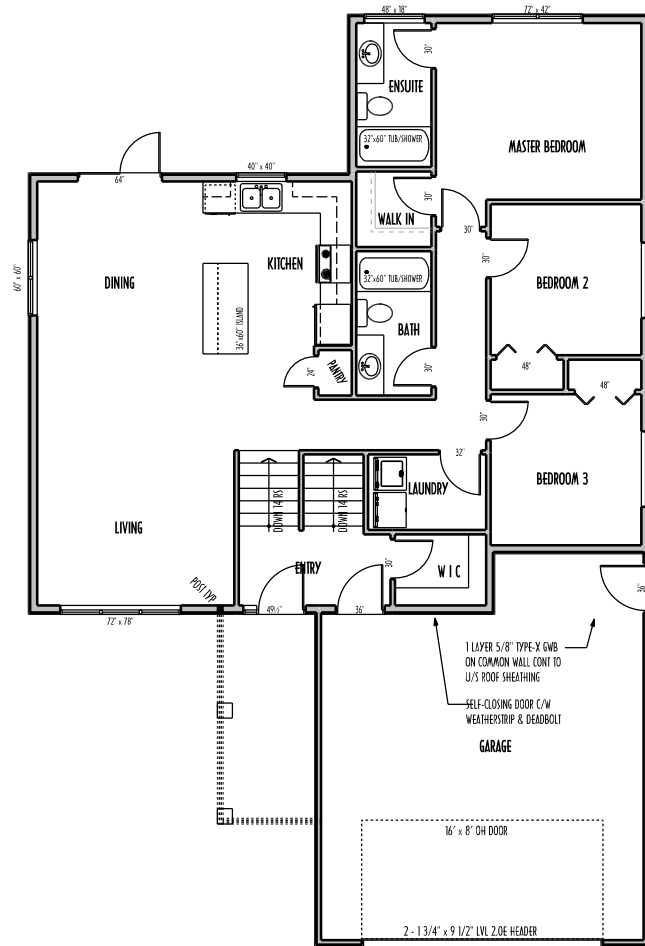 48" x 18"
72" x 42"
30"
ENSUITE
32"x60" TUB/SHOWER
MASTER BEDROOM
40" x 40"
64"
WALK IN
30"
30"
KITCHEN
DINING
60" x 60"
36"x60" ISLAND
32"x60" TUB/SHOWER
BATH
30"
30"
BEDROOM 2
48"
48"
PANTRY
24"
30"
32"
LAUNDRY
BEDROOM 3
DOWN 14 RS
DOWN 14 RS
LIVING
ENTRY
30"
W I C
POST TYP
72" x 78"
49½"
36"
36"
1 LAYER 5/8" TYPE-X GWB
ON COMMON WALL CONT TO
U/S ROOF SHEATHING
SELF-CLOSING DOOR C/W
WEATHERSTRIP & DEADBOLT
GARAGE
16' x 8' OH DOOR
2 - 1 3/4" x 9 1/2" LVL 2.0E HEADER